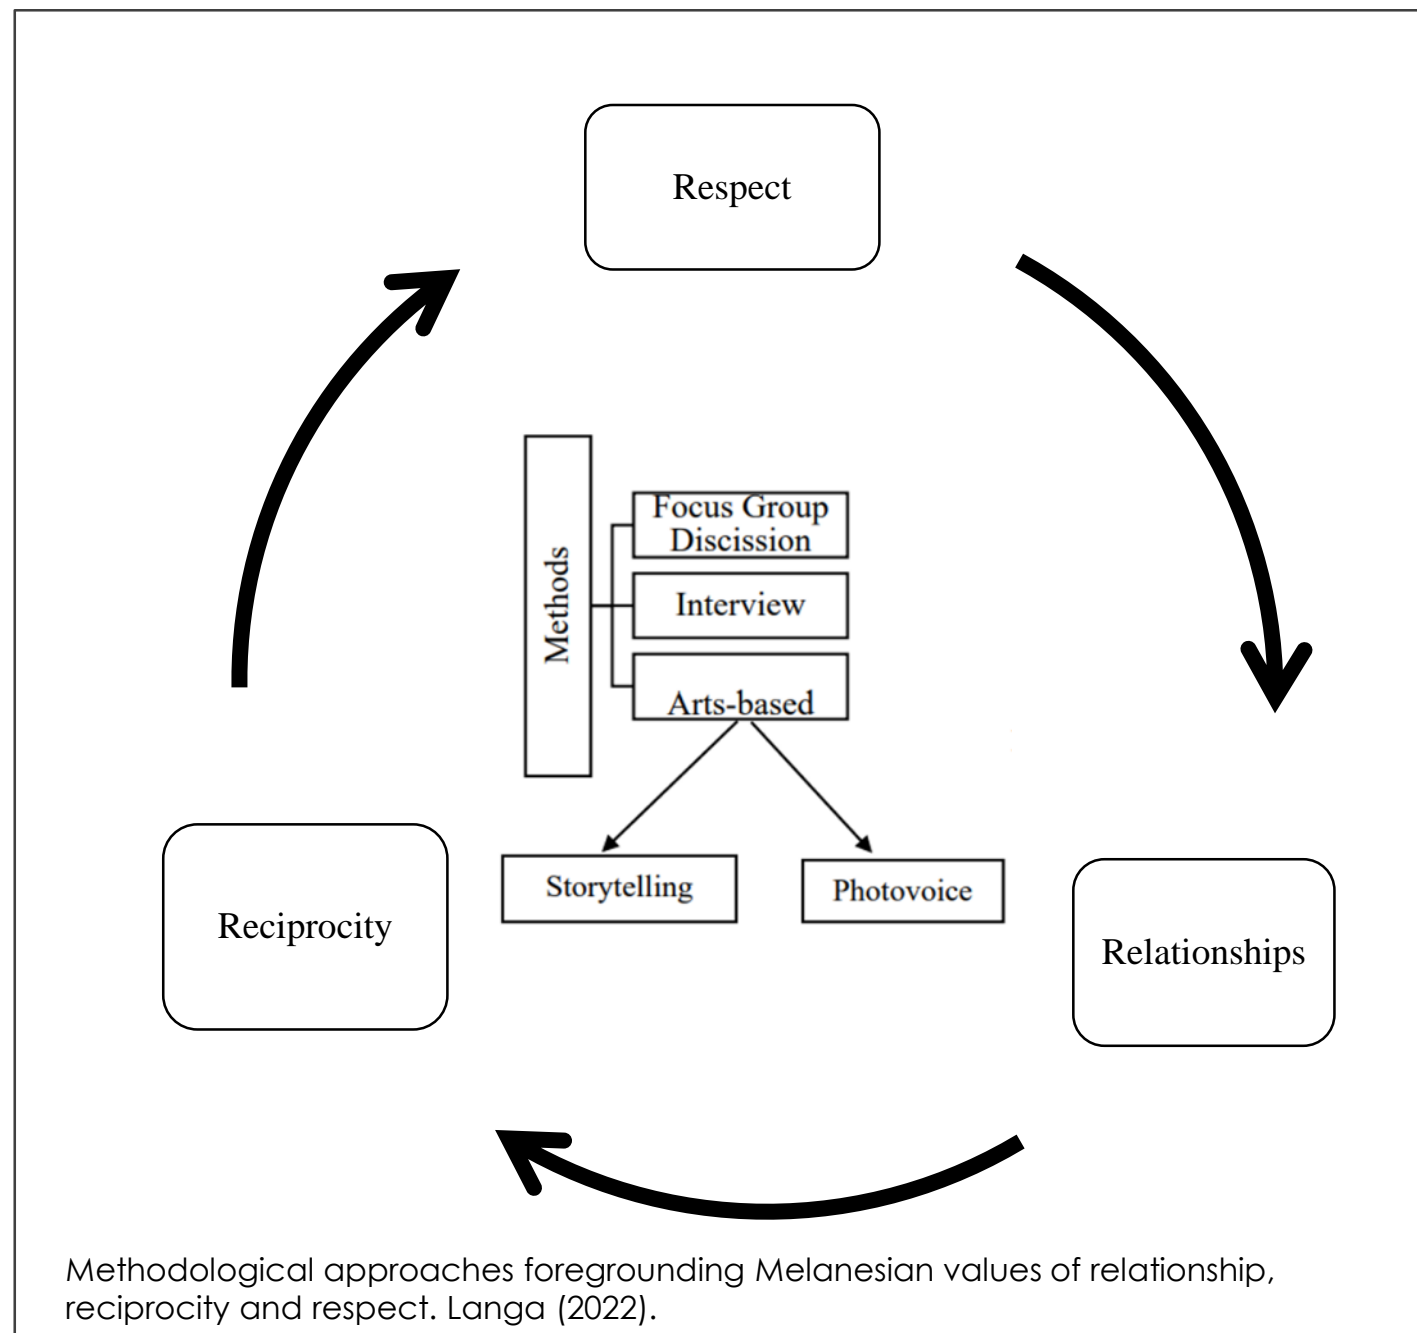 Respect
Methods
Focus Group
Discission
Interview
Arts-based
Storytelling
Photovoice
Reciprocity
Relationships
Methodological approaches foregrounding Melanesian values of relationship,
reciprocity and respect. Langa (2022).